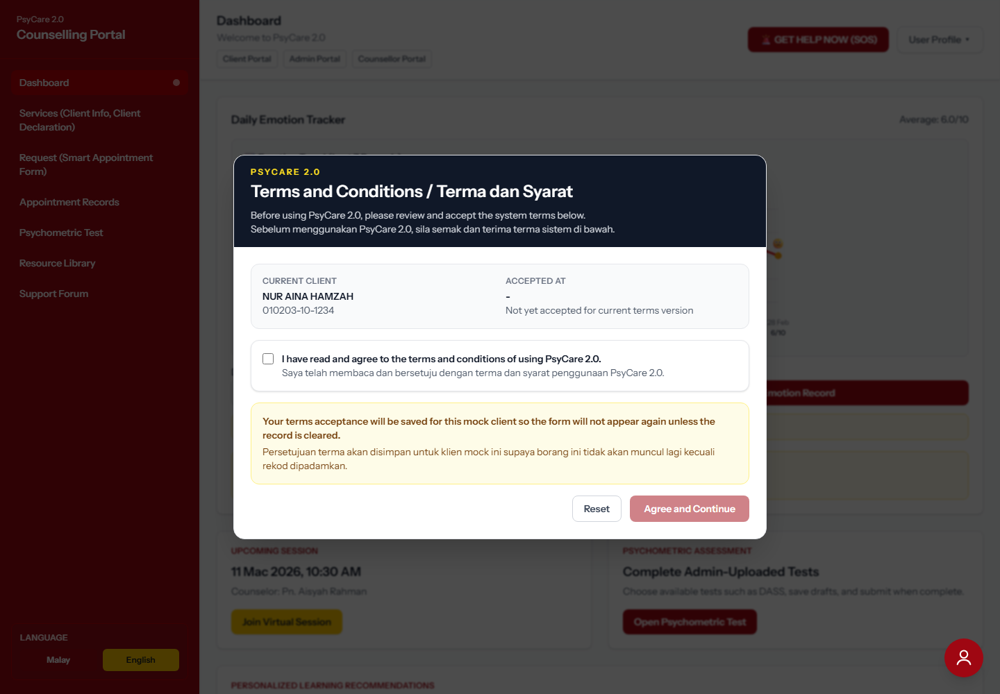 PsyCare 2.0
Counselling Portal
Dashboard
Services (Client Info, Client
Declaration)
Request (Smart Appointment
Form)
Appointment Records
Psychometric Test
Resource Library
Support Forum
LANGUAGE
Malay
English
Dashboard
Welcome to PsyCare 2.0
Client Portal
Admin Portal
Counsellor Portal
GET HELP NOW (SOS)
User Profile
Daily Emotion Tracker
Average: 6.0/10
PSYCARE 2.0
Terms and Conditions / Terma dan Syarat
Before using PsyCare 2.0, please review and accept the system terms below.
Sebelum menggunakan PsyCare 2.0, sila semak dan terima terma sistem di bawah.
CURRENT CLIENT
NUR AINA HAMZAH
010203-10-1234
ACCEPTED AT
-
Not yet accepted for current terms version
I have read and agree to the terms and conditions of using PsyCare 2.0.
Saya telah membaca dan bersetuju dengan terma dan syarat penggunaan PsyCare 2.0.
Your terms acceptance will be saved for this mock client so the form will not appear again unless the
record is cleared.
Persetujuan terma akan disimpan untuk klien mock ini supaya borang ini tidak akan muncul lagi kecuali
rekod dipadamkan.
Reset
Agree and Continue
28 Feb
6/10
motion Record
UPCOMING SESSION
11 Mac 2026, 10:30 AM
Counselor: Pn. Aisyah Rahman
Join Virtual Session
PSYCHOMETRIC ASSESSMENT
Complete Admin-Uploaded Tests
Choose available tests such as DASS, save drafts, and submit when complete.
Open Psychometric Test
PERSONALIZED LEARNING RECOMMENDATIONS